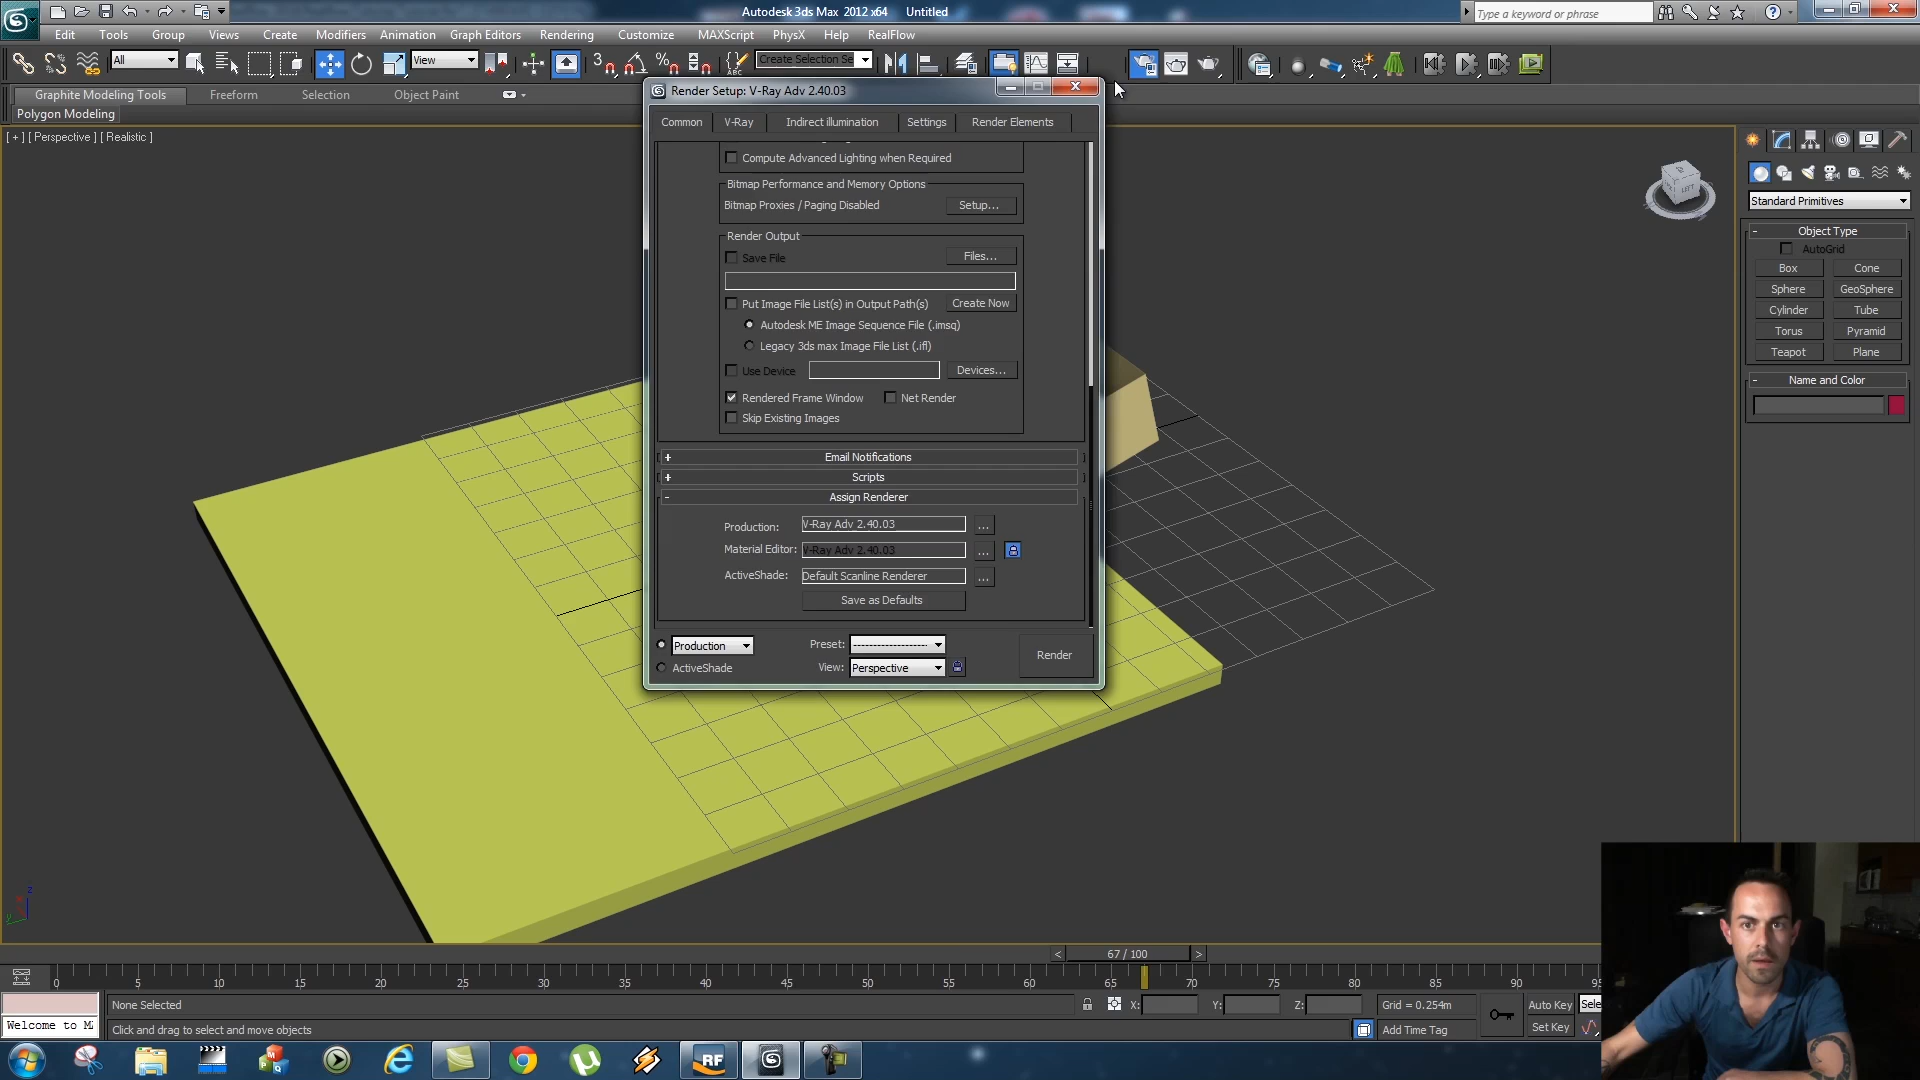 Autodesk 3ds Max 2012 x64 Untitled
Type a keyword or phrase
Edit Tools Group Views Create Modifiers Animation Graph Editors Rendering Customize MAXScript PhysX Help RealFlow
All View 3 Create Selection Se
Graphite Modeling Tools Freeform Selection Object Paint
Polygon Modeling
[ + ] [ Perspective ] [ Realistic ]
Render Setup: V-Ray Adv 2.40.03
Common V-Ray Indirect illumination Settings Render Elements
Compute Advanced Lighting when Required
Bitmap Performance and Memory Options
Bitmap Proxies / Paging Disabled Setup...
Render Output
Save File Files...
Put Image File List(s) in Output Path(s) Create Now
Autodesk ME Image Sequence File (.imsq)
Legacy 3ds max Image File List (.ifl)
Use Device Devices...
Rendered Frame Window Net Render
Skip Existing Images
+ Email Notifications
+ Scripts
- Assign Renderer
Production: V-Ray Adv 2.40.03 ...
Material Editor: V-Ray Adv 2.40.03 ...
ActiveShade: Default Scanline Renderer ...
Save as Defaults
Production Preset: -------------------
ActiveShade View: Perspective
Render
LEFT
Standard Primitives
- Object Type
AutoGrid
Box Cone
Sphere GeoSphere
Cylinder Tube
Torus Pyramid
Teapot Plane
- Name and Color
z
y
< 67 / 100 >
0 5 10 15 20 25 30 35 40 45 50 55 60 65 70 75 80 85 90 95
None Selected X: Y: Z: Grid = 0.254m Auto Key Sele
Welcome to M
Click and drag to select and move objects Add Time Tag Set Key
RF